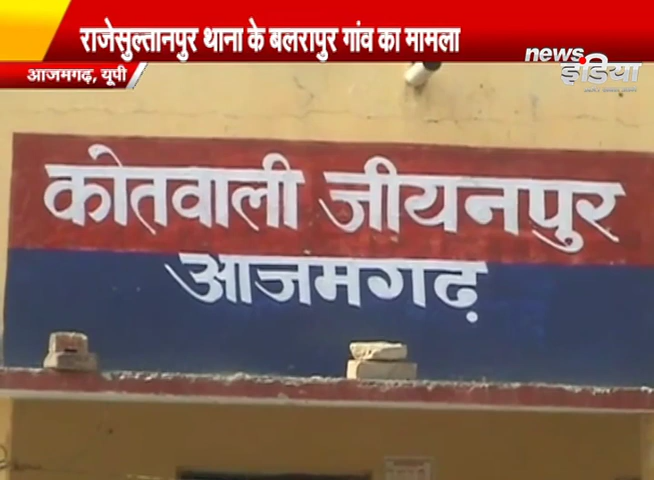 राजेसुल्तानपुर थाना के बलरापुर गांव का मामला
आजमगढ़, यूपी
news
इंडिया
कोतवाली जीयनपुर
आजमगढ़